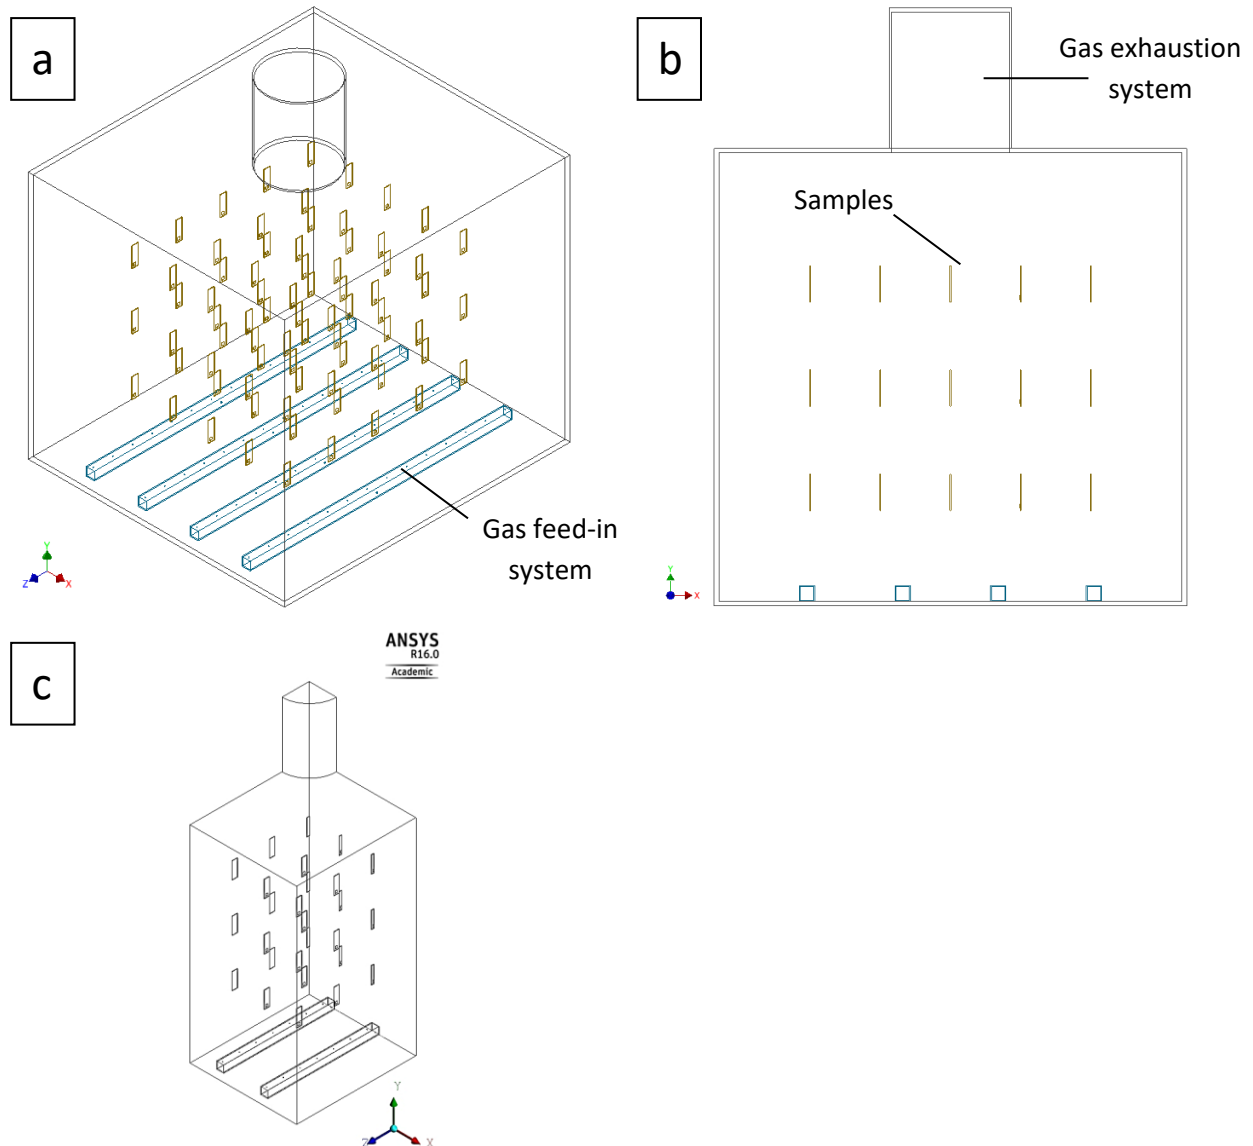 a
b
Gas exhaustion
system
Samples
Gas feed-in
system
Y
Z
X
Y
X
c
ANSYS
R16.0
Academic
Y
Z
X